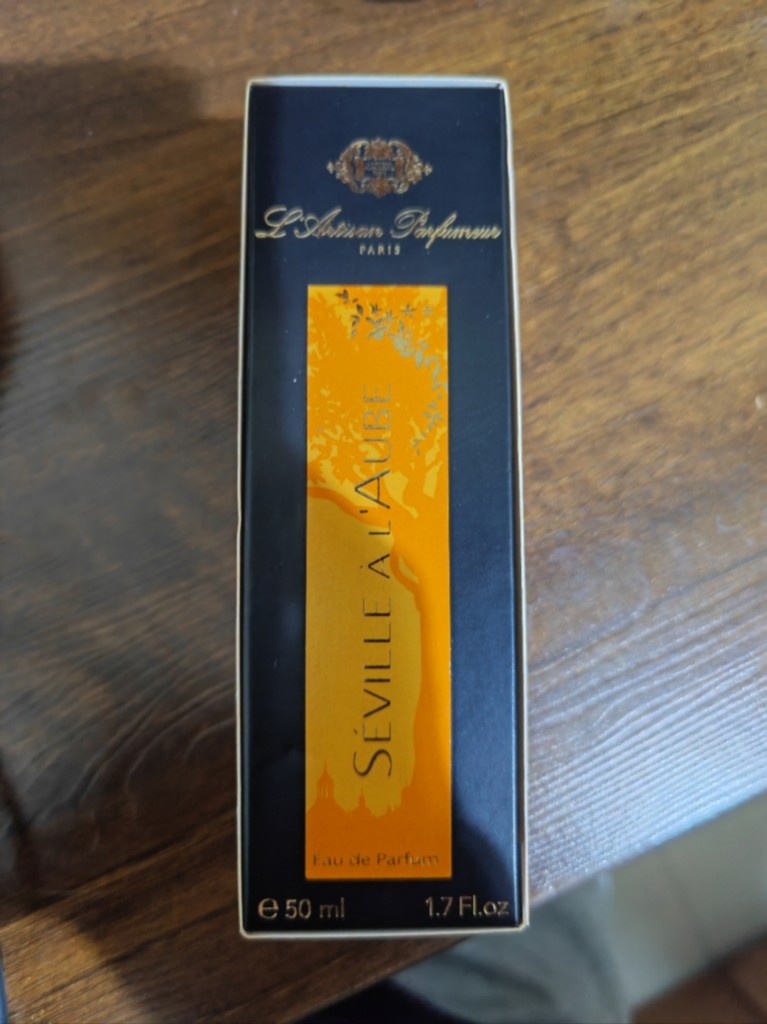 L'Artisan Parfumeur
PARIS
SÉVILLE À L'AUBE
Eau de Parfum
℮ 50 ml 1.7 Fl.oz